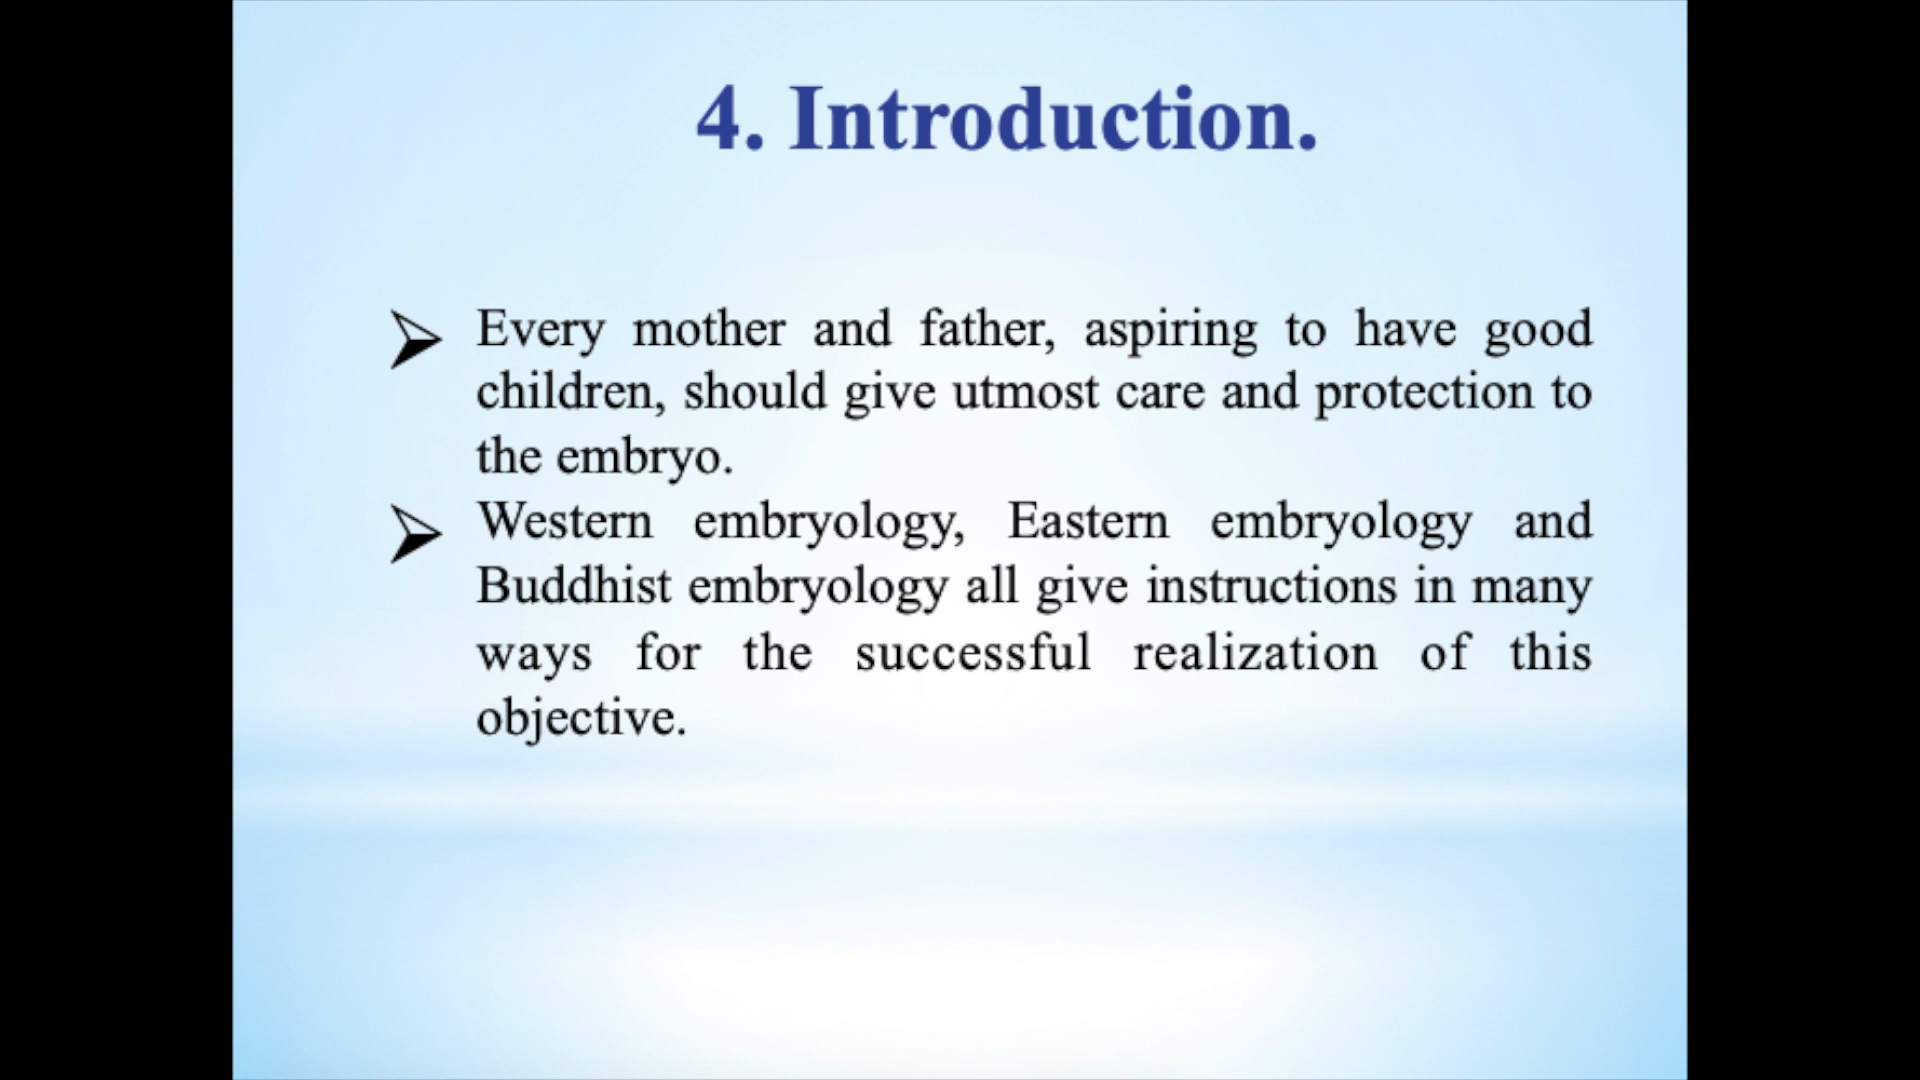 4. Introduction.
Every mother and father, aspiring to have good
children, should give utmost care and protection to
the embryo.
Western embryology, Eastern embryology and
Buddhist embryology all give instructions in many
ways for the successful realization of this
objective.